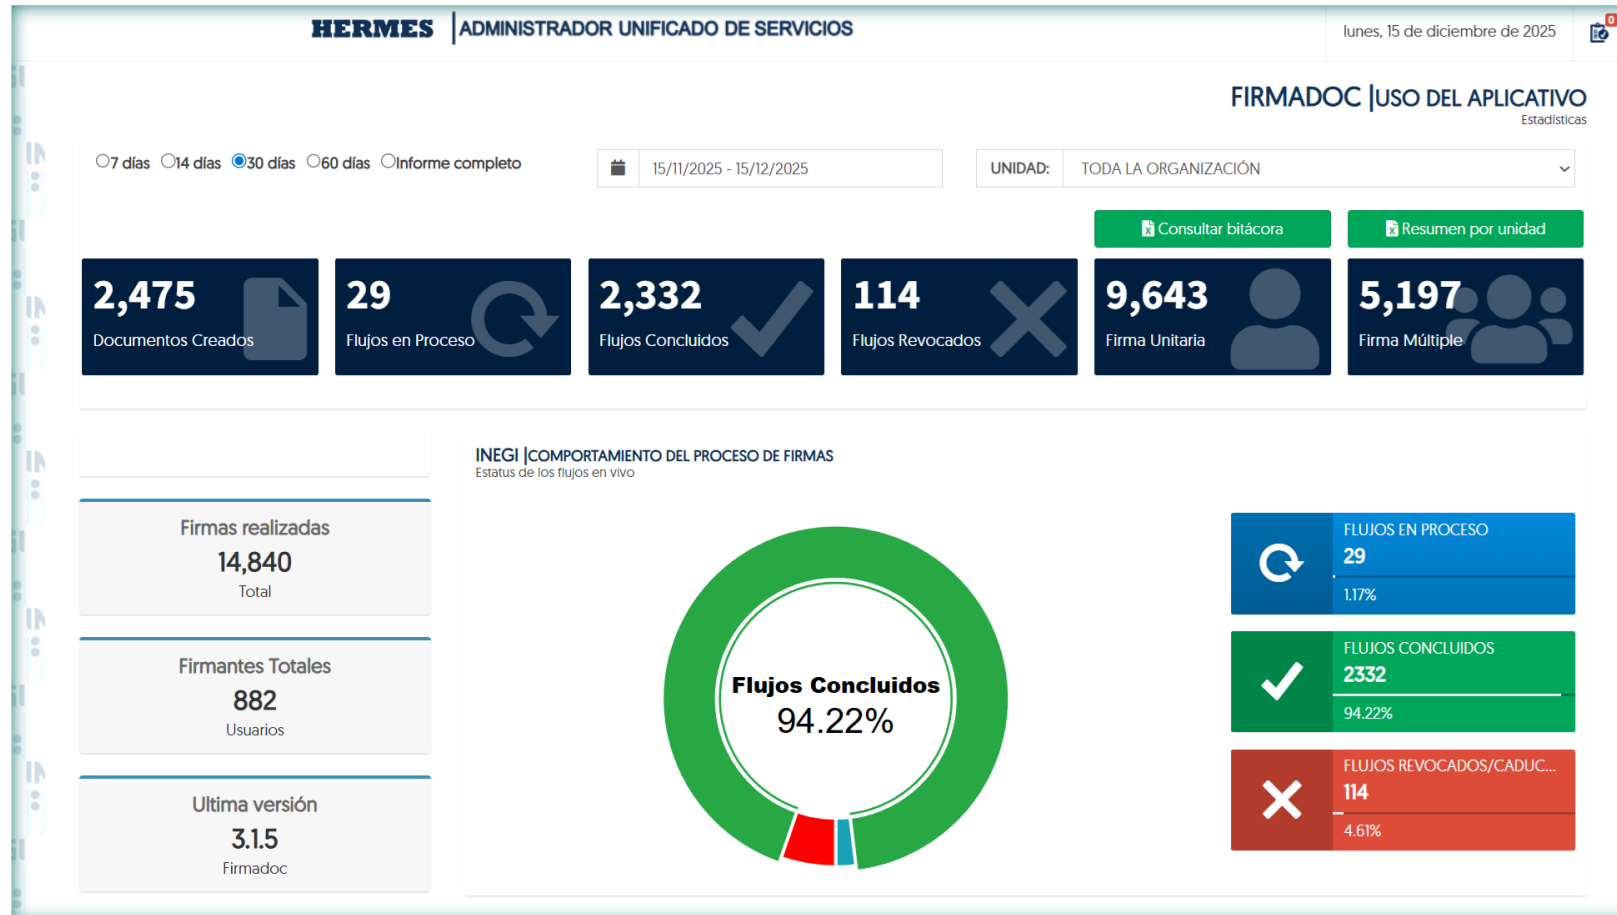 HERMES |ADMINISTRADOR UNIFICADO DE SERVICIOS
lunes, 15 de diciembre de 2025
0
FIRMADOC |USO DEL APLICATIVO
Estadísticas
7 días 14 días 30 días 60 días Informe completo
15/11/2025 - 15/12/2025
UNIDAD: TODA LA ORGANIZACIÓN
Consultar bitácora
Resumen por unidad
2,475
Documentos Creados
29
Flujos en Proceso
2,332
Flujos Concluidos
114
Flujos Revocados
9,643
Firma Unitaria
5,197
Firma Múltiple
INEGI |COMPORTAMIENTO DEL PROCESO DE FIRMAS
Estatus de los flujos en vivo
Firmas realizadas
14,840
Total
Firmantes Totales
882
Usuarios
Ultima versión
3.1.5
Firmadoc
Flujos Concluidos
94.22%
FLUJOS EN PROCESO
29
1.17%
FLUJOS CONCLUIDOS
2332
94.22%
FLUJOS REVOCADOS/CADUC...
114
4.61%